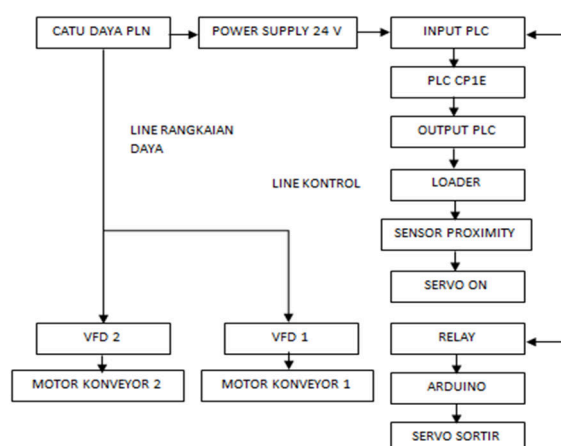 CATU DAYA PLN
POWER SUPPLY 24 V
INPUT PLC
PLC CP1E
LINE RANGKAIAN
DAYA
OUTPUT PLC
LINE KONTROL
LOADER
SENSOR PROXIMITY
SERVO ON
VFD 2
VFD 1
RELAY
MOTOR KONVEYOR 2
MOTOR KONVEYOR 1
ARDUINO
SERVO SORTIR